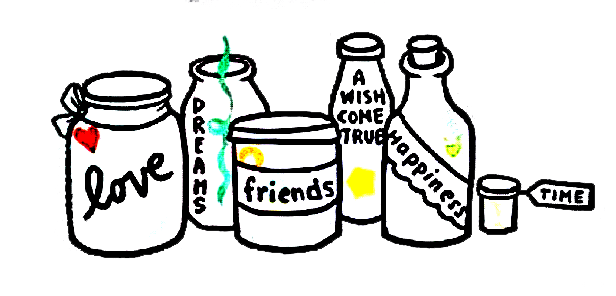 love
DREAMS
friends
A
WISH
COME
TRUE
Happiness
TIME